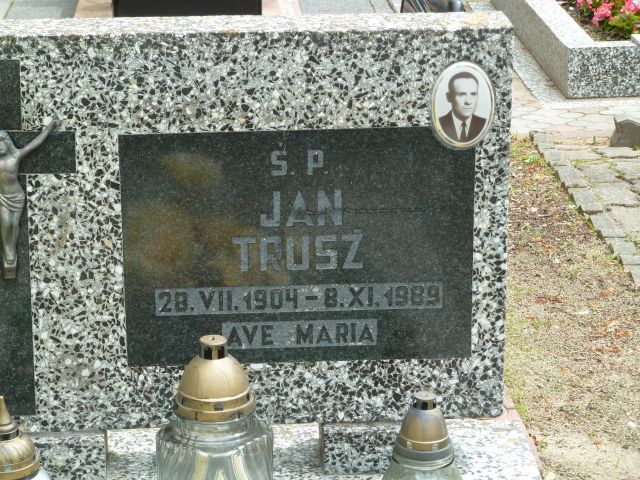 Ś.P.
JAN
TRUSZ
28.VII.1904-8.XI.1989
AVE MARIA